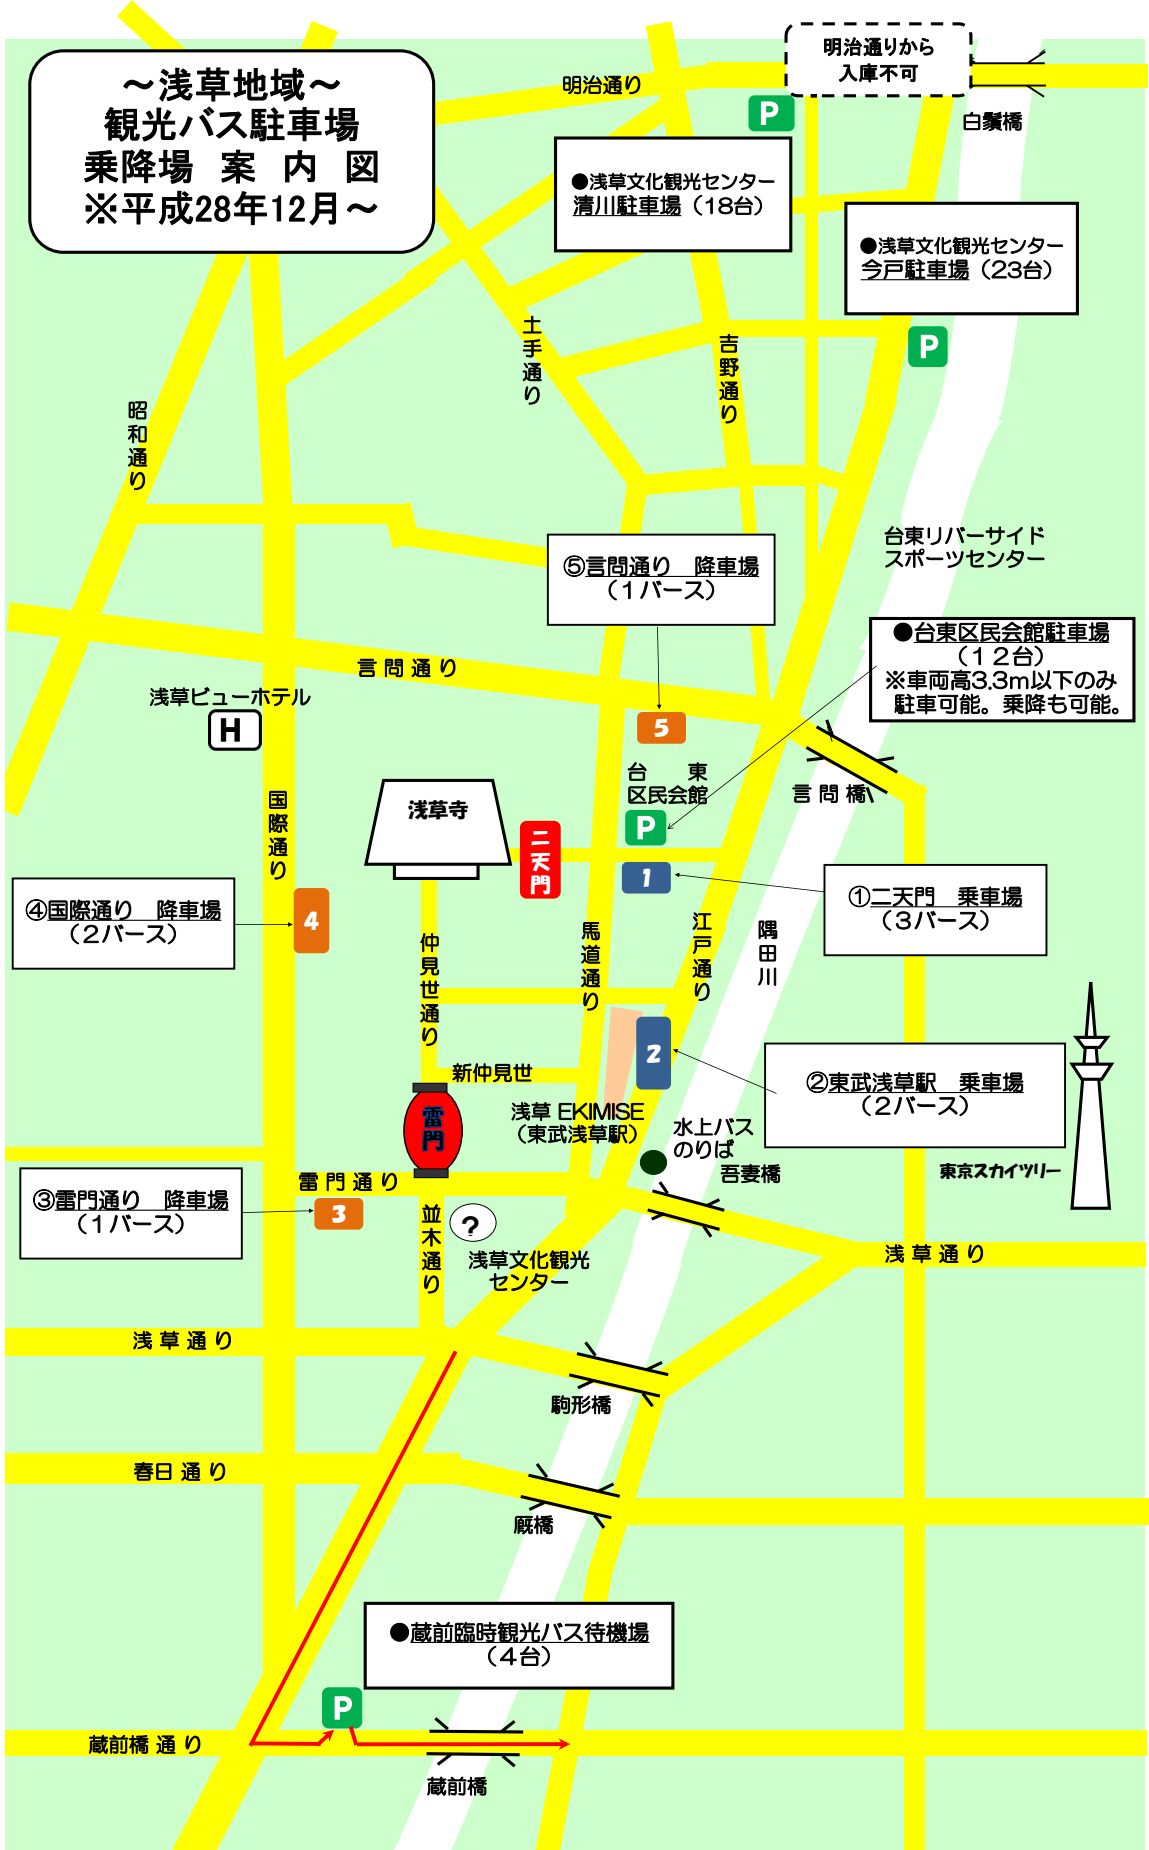 ～浅草地域～
観光バス駐車場
乗降場　案　内　図
※平成28年12月～
明治通りから
入庫不可
明治通り
P
白鬚橋
●浅草文化観光センター
清川駐車場（18台）
●浅草文化観光センター
今戸駐車場（23台）
P
土手通り
吉野通り
昭和通り
台東リバーサイド
スポーツセンター
⑤言問通り　降車場
（1バース）
●台東区民会館駐車場
（12台）
※車両高3.3m以下のみ
駐車可能。乗降も可能。
言問通り
浅草ビューホテル
H
5
台　東
区民会館
P
言問橋
国際通り
浅草寺
二天門
1
①二天門　乗車場
（3バース）
④国際通り　降車場
（2バース）
4
仲見世通り
馬道通り
江戸通り
隅田川
2
②東武浅草駅　乗車場
（2バース）
新仲見世
雷門
浅草 EKIMISE
（東武浅草駅）
水上バス
のりば
吾妻橋
東京スカイツリー
③雷門通り　降車場
（1バース）
雷門通り
3
並木通り
?
浅草文化観光
センター
浅草通り
浅草通り
駒形橋
春日通り
厩橋
●蔵前臨時観光バス待機場
（4台）
P
蔵前橋通り
蔵前橋